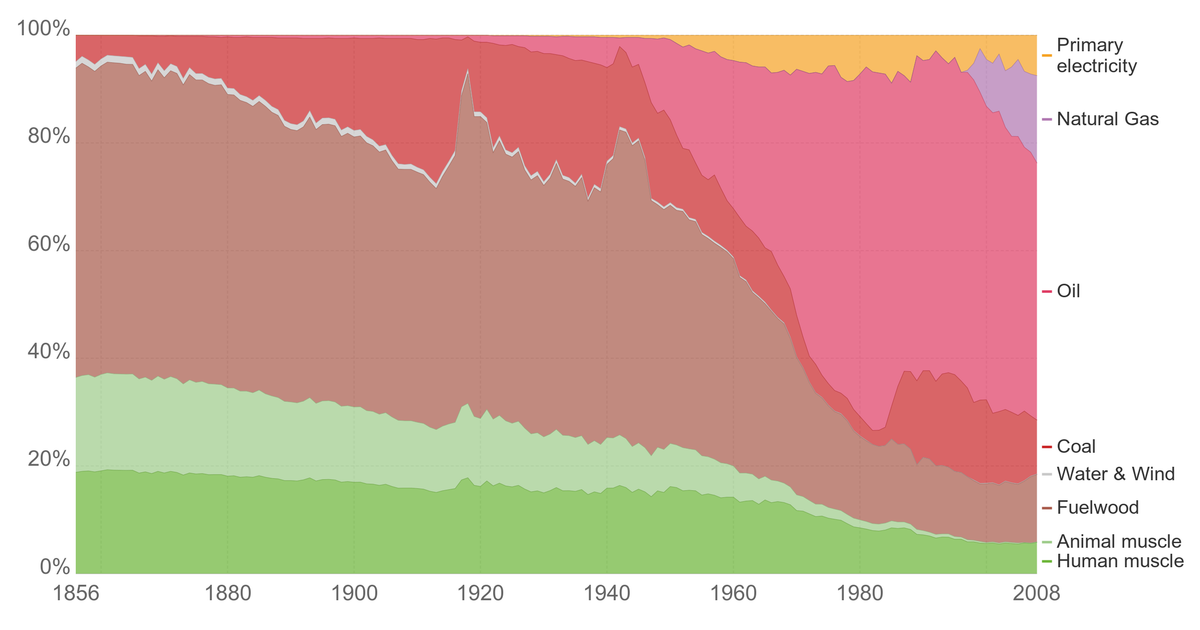 100%
80%
60%
40%
20%
0%
1856
1880
1900
1920
1940
1960
1980
2008
Primary
electricity
Natural Gas
Oil
Coal
Water & Wind
Fuelwood
Animal muscle
Human muscle